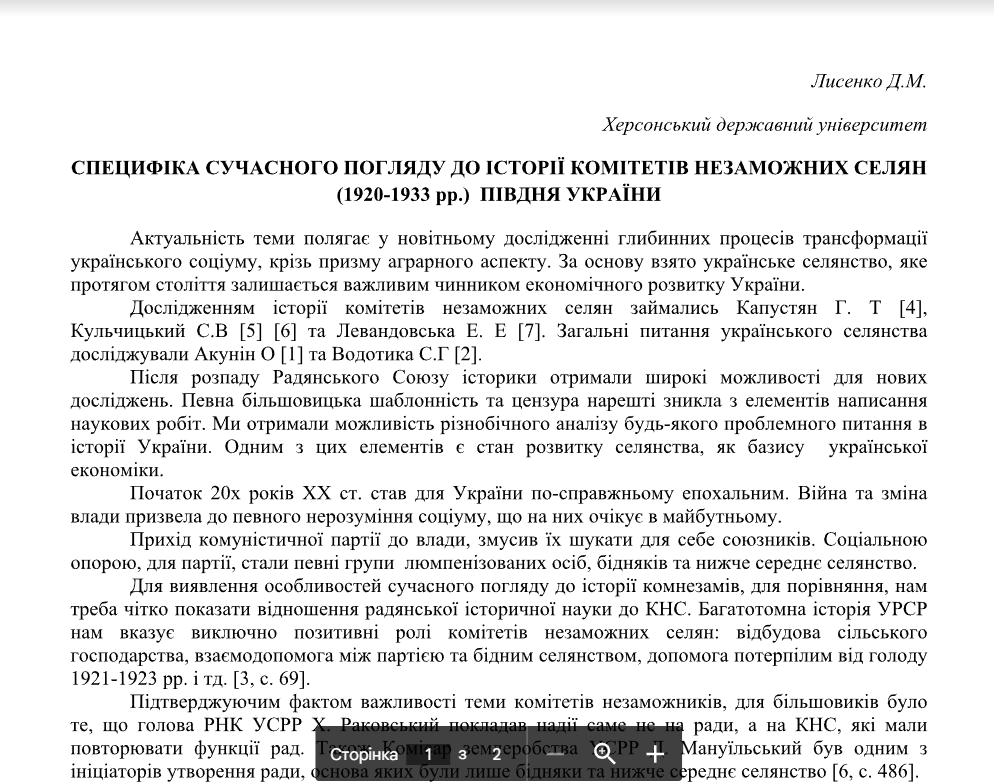 Лисенко Д.М.
Херсонський державний університет
СПЕЦИФІКА СУЧАСНОГО ПОГЛЯДУ ДО ІСТОРІЇ КОМІТЕТІВ НЕЗАМОЖНИХ СЕЛЯН
(1920-1933 рр.) ПІВДНЯ УКРАЇНИ
Актуальність теми полягає у новітньому дослідженні глибинних процесів трансформації
українського соціуму, крізь призму аграрного аспекту. За основу взято українське селянство, яке
протягом століття залишається важливим чинником економічного розвитку України.
Дослідженням історії комітетів незаможних селян займались Капустян Г. Т [4],
Кульчицький С.В [5] [6] та Левандовська Е. Е [7]. Загальні питання українського селянства
досліджували Акунін О [1] та Водотика С.Г [2].
Після розпаду Радянського Союзу історики отримали широкі можливості для нових
досліджень. Певна більшовицька шаблонність та цензура нарешті зникла з елементів написання
наукових робіт. Ми отримали можливість різнобічного аналізу будь-якого проблемного питання в
історії України. Одним з цих елементів є стан розвитку селянства, як базису української
економіки.
Початок 20х років ХХ ст. став для України по-справжньому епохальним. Війна та зміна
влади призвела до певного нерозуміння соціуму, що на них очікує в майбутньому.
Прихід комуністичної партії до влади, змусив їх шукати для себе союзників. Соціальною
опорою, для партії, стали певні групи люмпенізованих осіб, бідняків та нижче середнє селянство.
Для виявлення особливостей сучасного погляду до історії комнезамів, для порівняння, нам
треба чітко показати відношення радянської історичної науки до КНС. Багатотомна історія УРСР
нам вказує виключно позитивні ролі комітетів незаможних селян: відбудова сільського
господарства, взаємодопомога між партією та бідним селянством, допомога потерпілим від голоду
1921-1923 рр. і тд. [3, с. 69].
Підтверджуючим фактом важливості теми комітетів незаможників, для більшовиків було
те, що голова РНК УСРР Х. Раковський покладав надії саме не на ради, а на КНС, які мали
повторювати функції рад. Також Комісар землеробства УСРР Д. Мануїльський був одним з
ініціаторів утворення ради, основа яких були лише бідняки та нижче середнє селянство [6, с. 486].
Сторінка 1 з 2